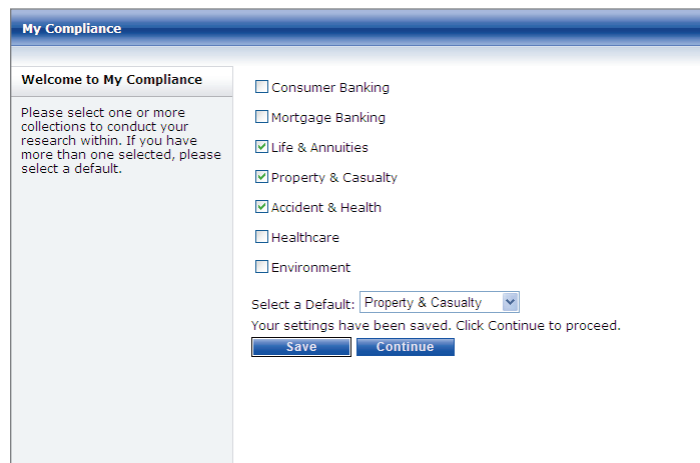 My Compliance
Welcome to My Compliance
Please select one or more
collections to conduct your
research within. If you have
more than one selected, please
select a default.
Consumer Banking
Mortgage Banking
Life & Annuities
Property & Casualty
Accident & Health
Healthcare
Environment
Select a Default: Property & Casualty
Your settings have been saved. Click Continue to proceed.
Save Continue